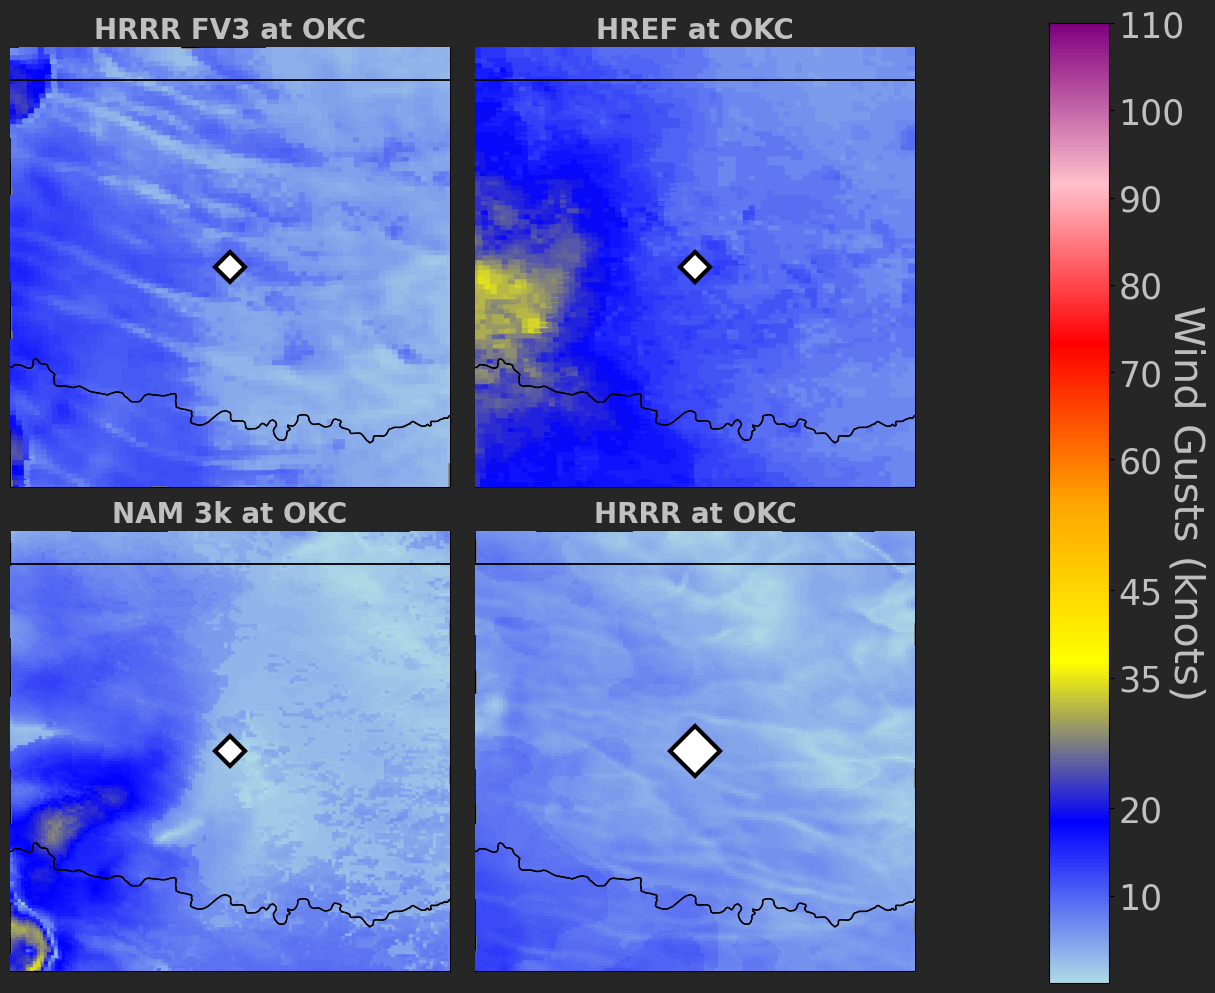 HRRR FV3 at OKC
HREF at OKC
NAM 3k at OKC
HRRR at OKC
110
100
90
80
70
60
45
35
20
10
Wind Gusts (knots)